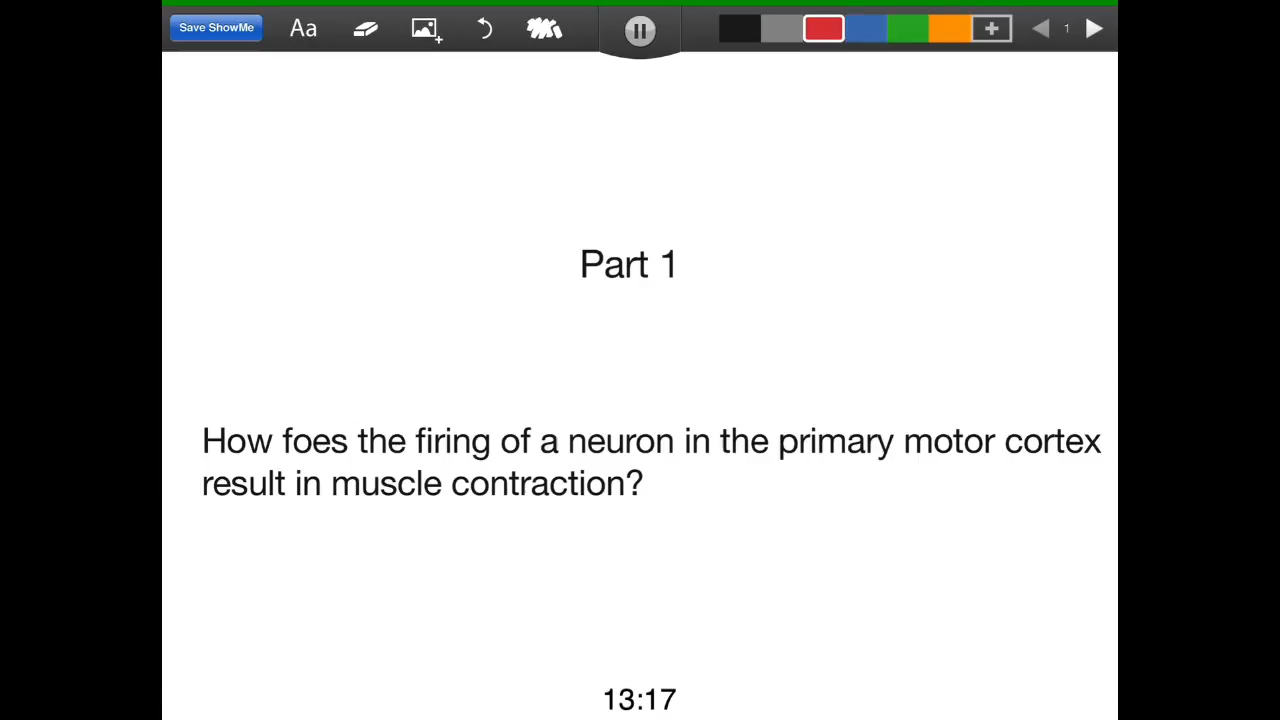 Save ShowMe Aa 1
Part 1
How foes the firing of a neuron in the primary motor cortex
result in muscle contraction?
13:17